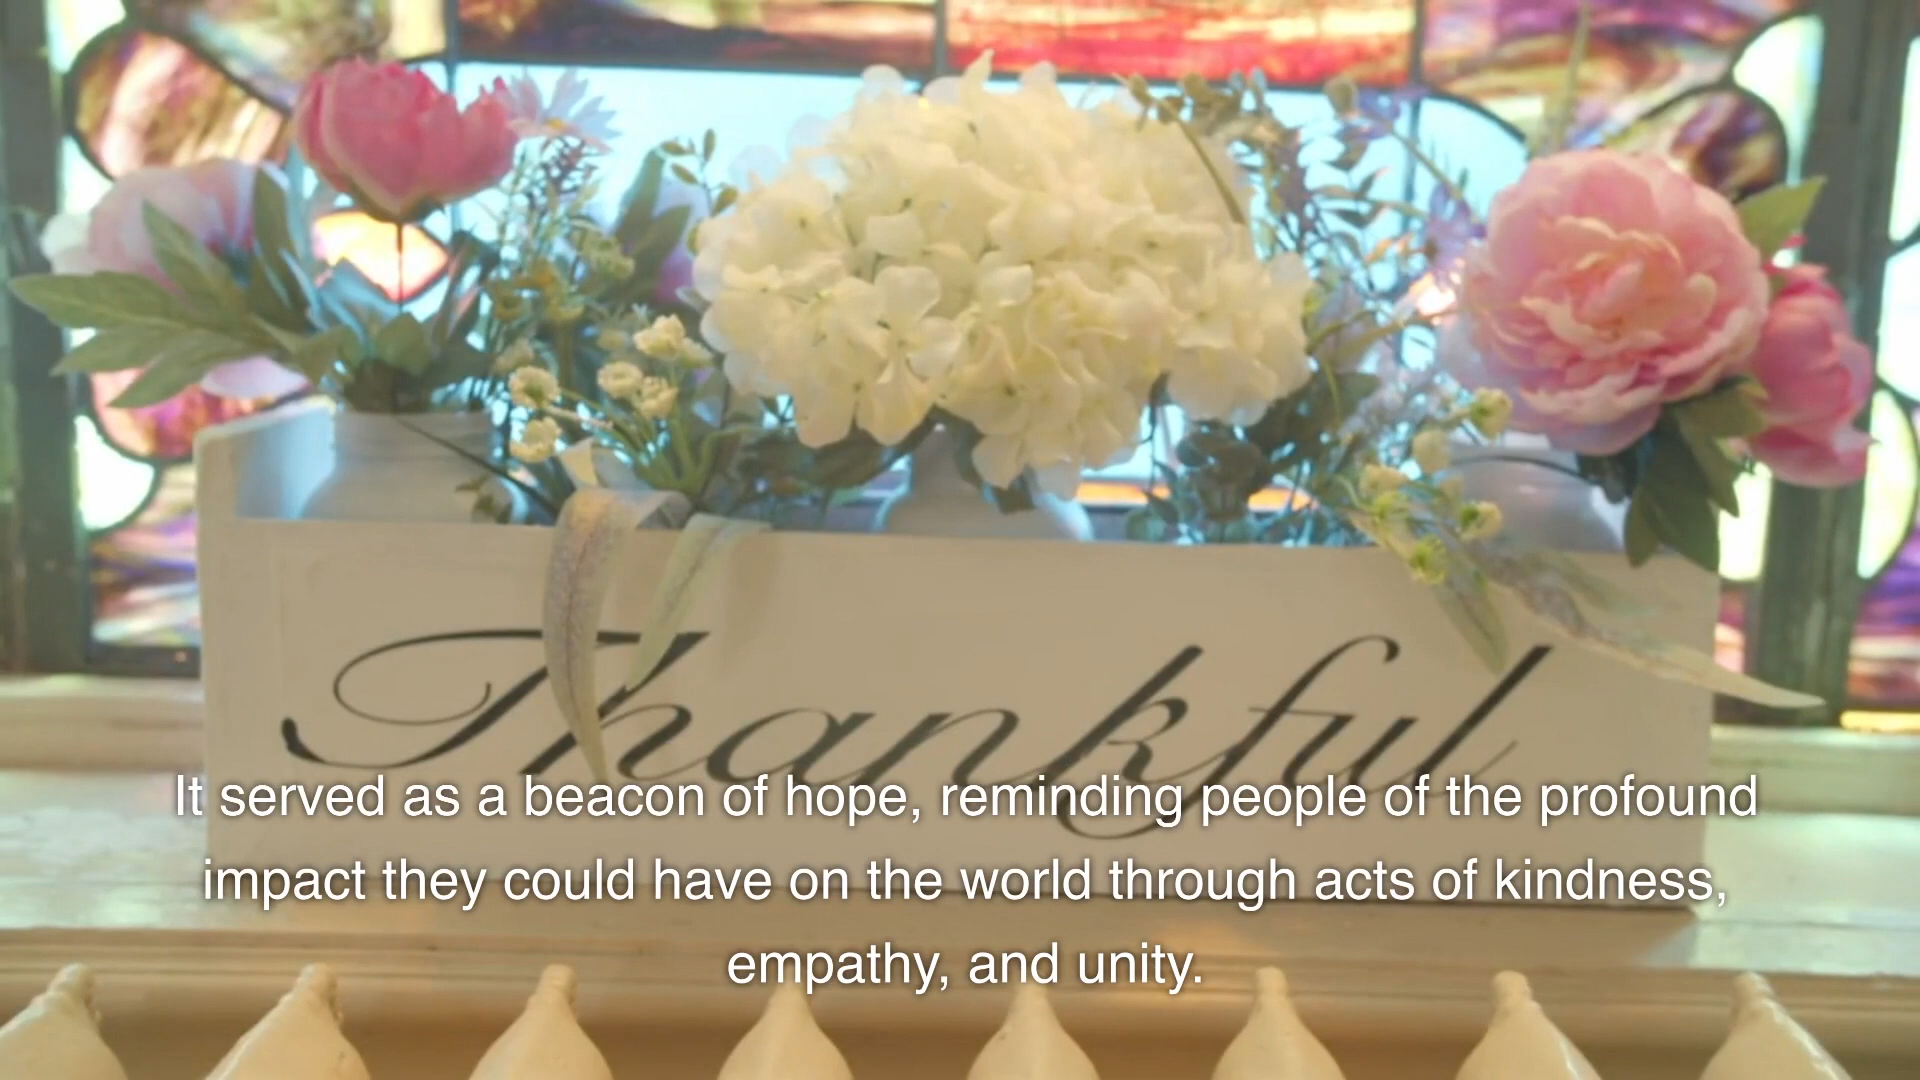 Thankful
It served as a beacon of hope, reminding people of the profound
impact they could have on the world through acts of kindness,
empathy, and unity.